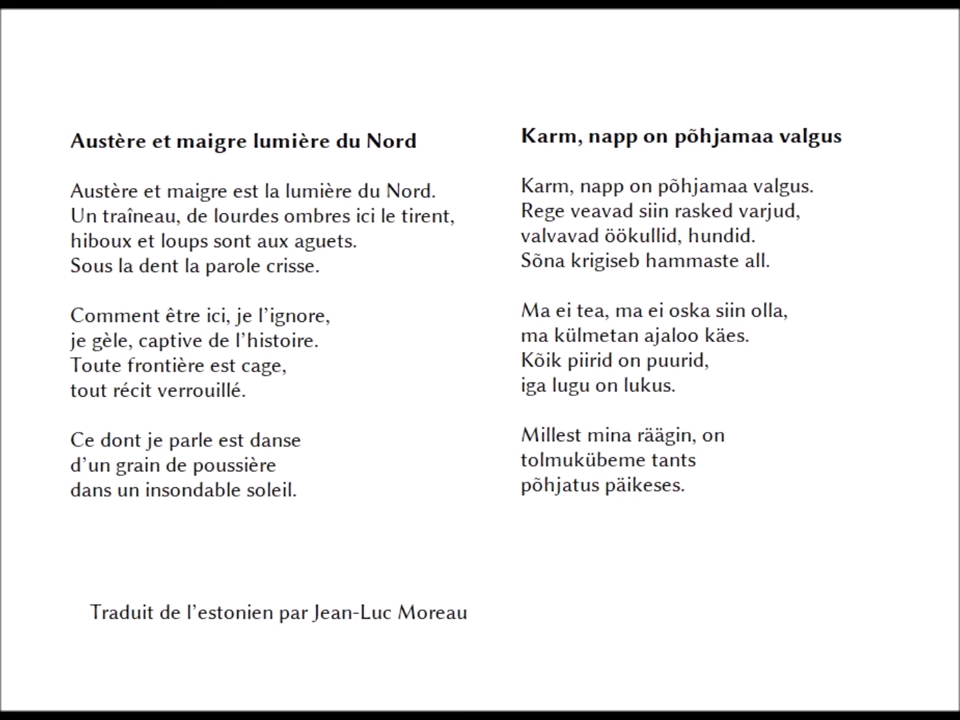 Austère et maigre lumière du Nord

Austère et maigre est la lumière du Nord.
Un traîneau, de lourdes ombres ici le tirent,
hiboux et loups sont aux aguets.
Sous la dent la parole crisse.

Comment être ici, je l'ignore,
je gèle, captive de l'histoire.
Toute frontière est cage,
tout récit verrouillé.

Ce dont je parle est danse
d'un grain de poussière
dans un insondable soleil.

Traduit de l'estonien par Jean-Luc Moreau

Karm, napp on põhjamaa valgus

Karm, napp on põhjamaa valgus.
Rege veavad siin rasked varjud,
valvavad öökullid, hundid.
Sõna krigiseb hammaste all.

Ma ei tea, ma ei oska siin olla,
ma külmetan ajaloo käes.
Kõik piirid on puurid,
iga lugu on lukus.

Millest mina räägin, on
tolmukübeme tants
põhjatus päikeses.